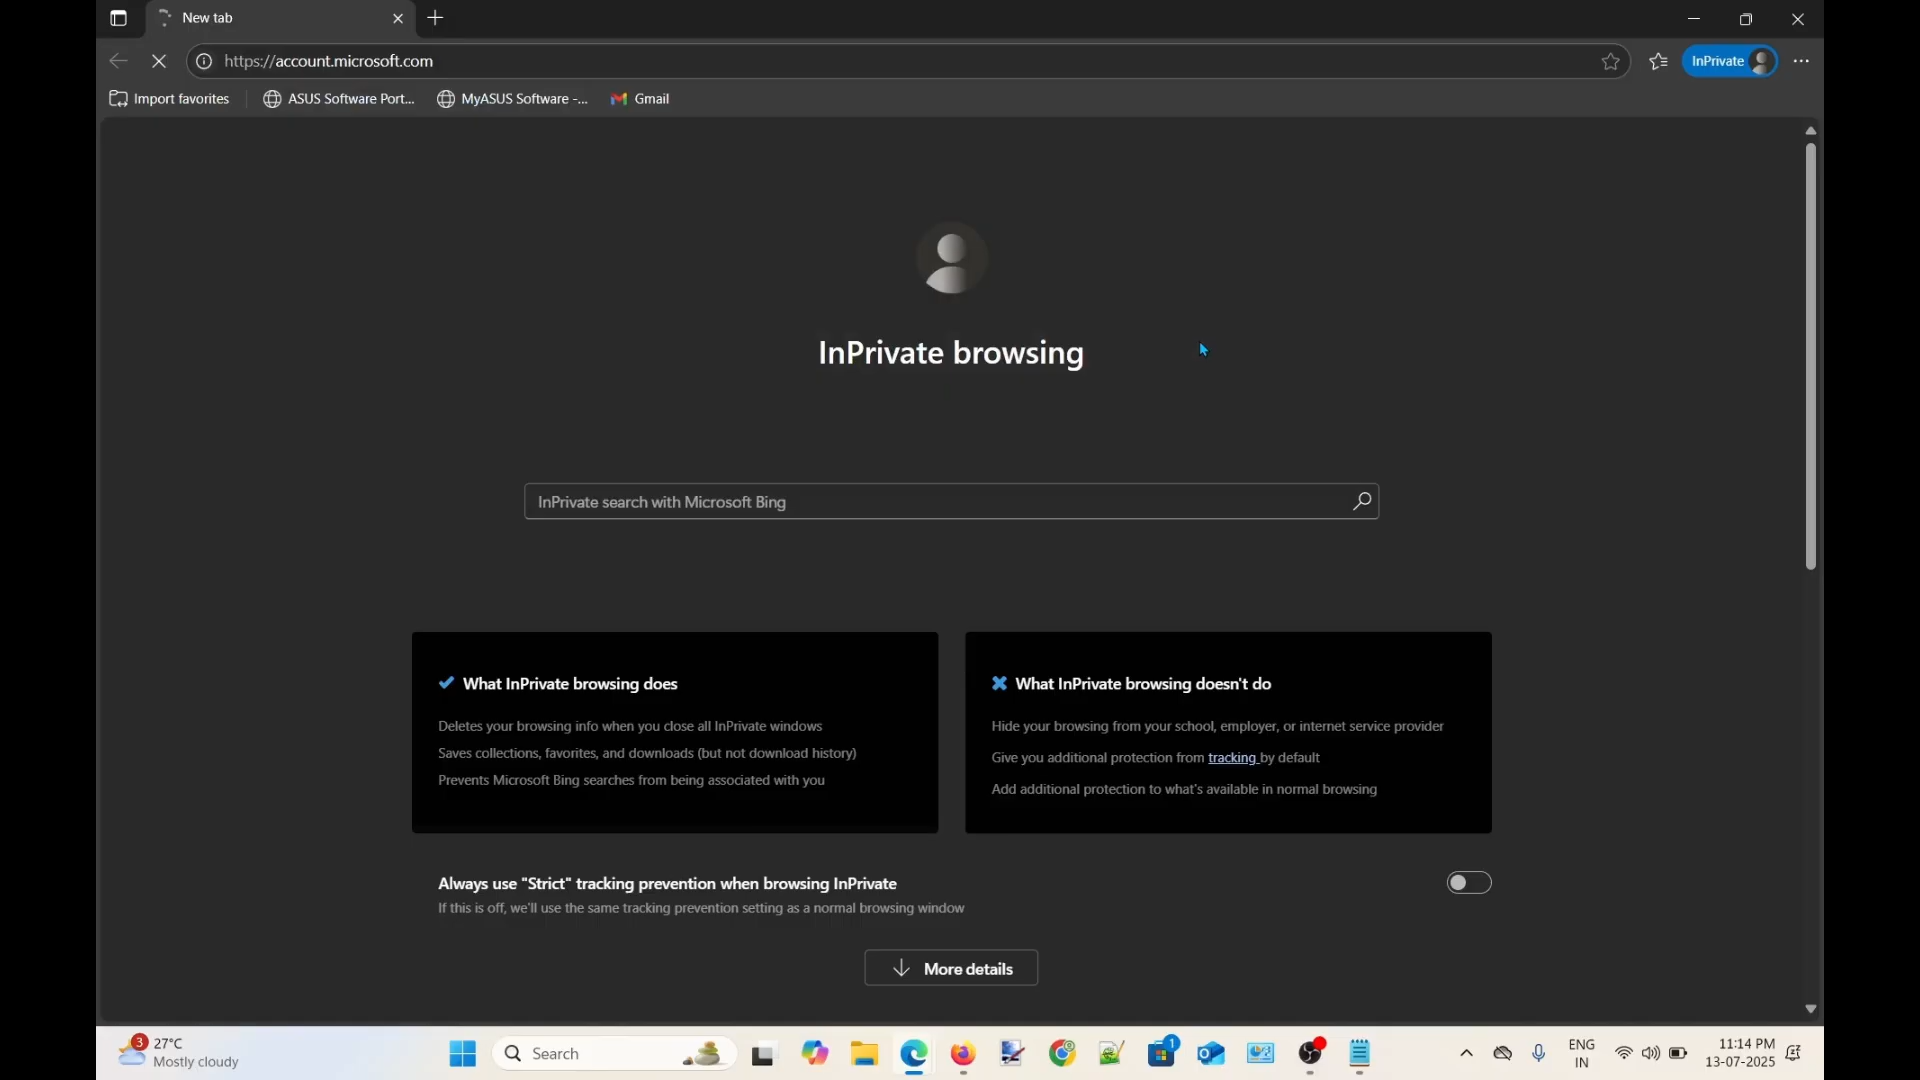 New tab
https://account.microsoft.com
InPrivate
Import favorites
ASUS Software Port...
MyASUS Software -...
Gmail
InPrivate browsing
InPrivate search with Microsoft Bing
What InPrivate browsing does
Deletes your browsing info when you close all InPrivate windows
Saves collections, favorites, and downloads (but not download history)
Prevents Microsoft Bing searches from being associated with you
What InPrivate browsing doesn't do
Hide your browsing from your school, employer, or internet service provider
Give you additional protection from tracking by default
Add additional protection to what's available in normal browsing
Always use "Strict" tracking prevention when browsing InPrivate
If this is off, we'll use the same tracking prevention setting as a normal browsing window
More details
3
27°C
Mostly cloudy
Search
1
ENG
IN
11:14 PM
13-07-2025